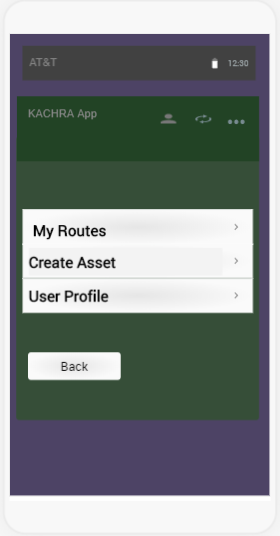 AT&T 12:30
KACHRA App
My Routes
Create Asset
User Profile
Back